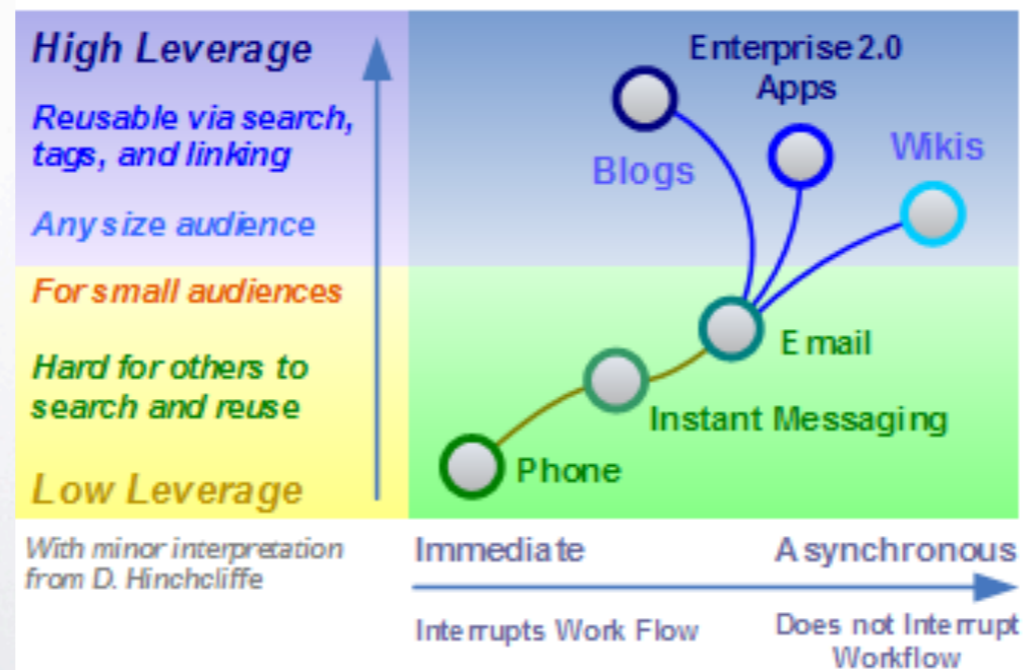 High Leverage
Reusable via search,
tags, and linking
Any size audience
For small audiences
Hard for others to
search and reuse
Low Leverage
With minor interpretation
from D. Hinchcliffe
Enterprise 2.0
Apps
Blogs
Wikis
Email
Instant Messaging
Phone
Immediate
Asynchronous
Interrupts Work Flow
Does not Interrupt
Workflow